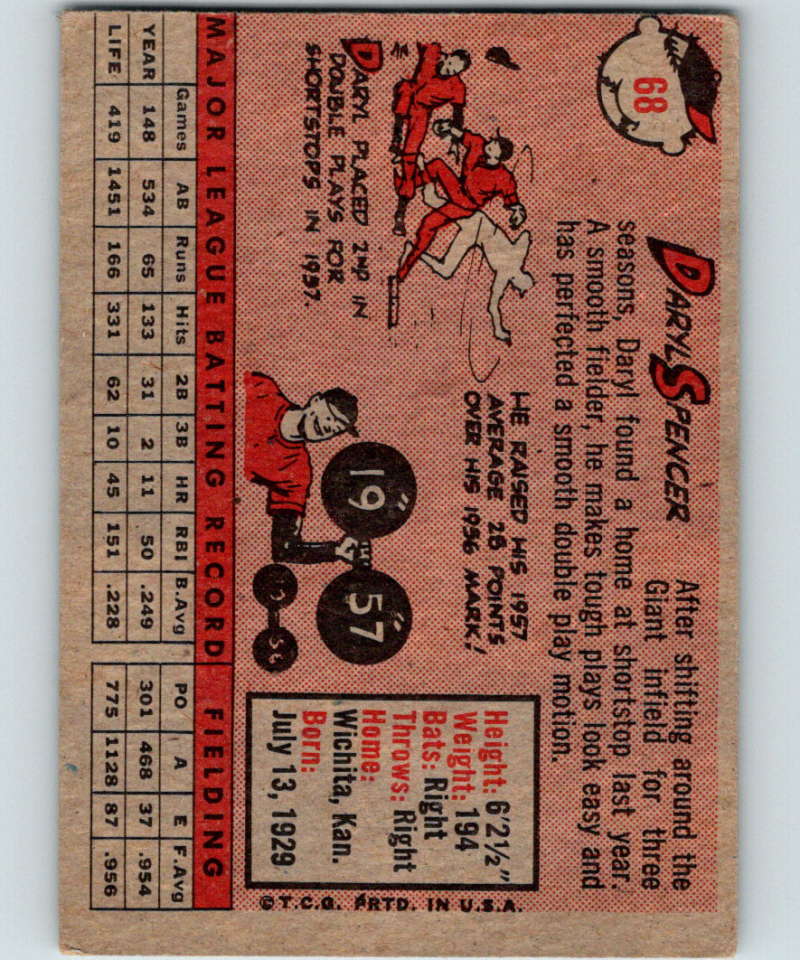 68
DARYL SPENCER
After shifting around the
Giant infield for three
seasons, Daryl found a home at shortstop last year.
A smooth fielder, he makes tough plays look easy and
has perfected a smooth double play motion.
DARYL PLACED 2ND IN
DOUBLE PLAYS FOR
SHORTSTOPS IN 1957.
HE RAISED HIS 1957
AVERAGE 28 POINTS
OVER HIS 1956 MARK!
19"
57
19
56
Height: 6'2½"
Weight: 194
Bats: Right
Throws: Right
Home:
Wichita, Kan.
Born:
July 13, 1929
MAJOR LEAGUE BATTING RECORD FIELDING
Games AB Runs Hits 2B 3B HR RBI B.Avg PO A E F.Avg
YEAR 148 534 65 133 31 2 11 50 .249 301 468 37 .954
LIFE 419 1451 166 331 62 10 45 151 .228 775 1128 87 .956
©T.C.G. PRTD. IN U.S.A.